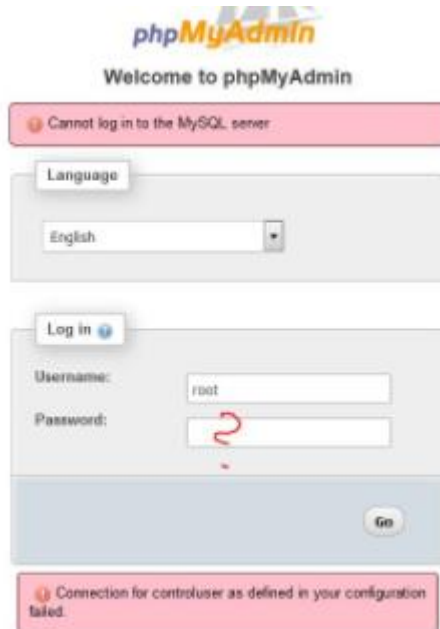 phpMyAdmin
Welcome to phpMyAdmin
Cannot log in to the MySQL server
Language
English
Log in
Username:
root
Password:
?
Go
Connection for controluser as defined in your configuration
failed.